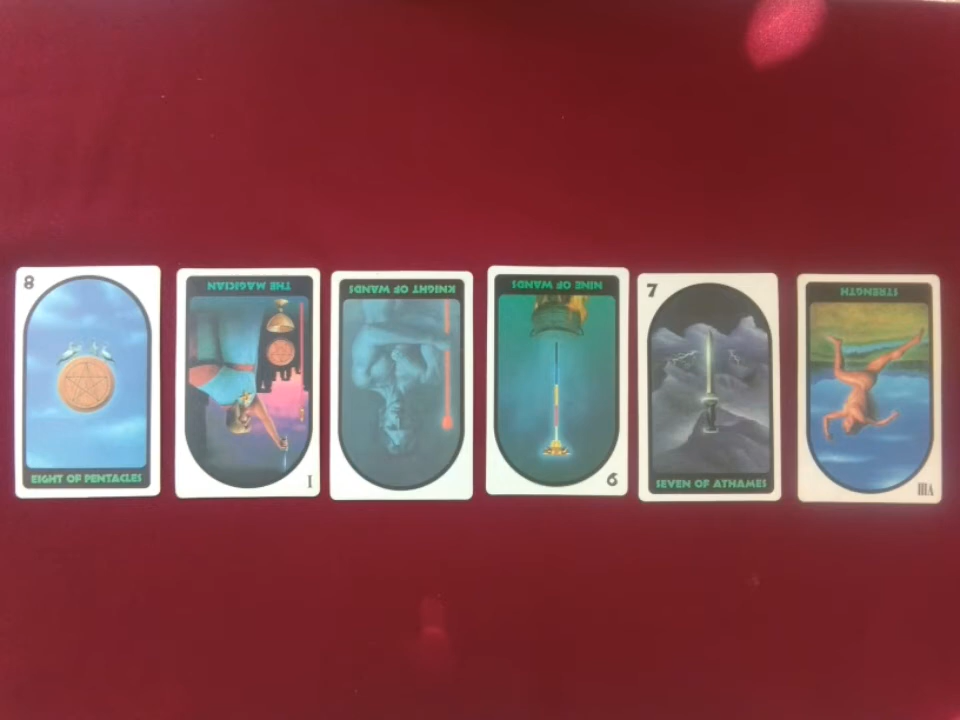 8
EIGHT OF PENTACLES
THE MAGICIAN
I
KNIGHT OF WANDS
NINE OF WANDS
9
7
SEVEN OF ATHAMES
STRENGTH
VIII